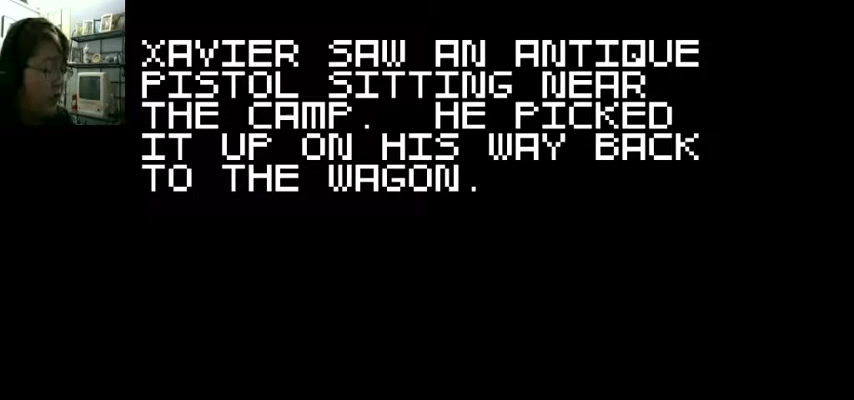 XAVIER SAW AN ANTIQUE
PISTOL SITTING NEAR
THE CAMP.  HE PICKED
IT UP ON HIS WAY BACK
TO THE WAGON.